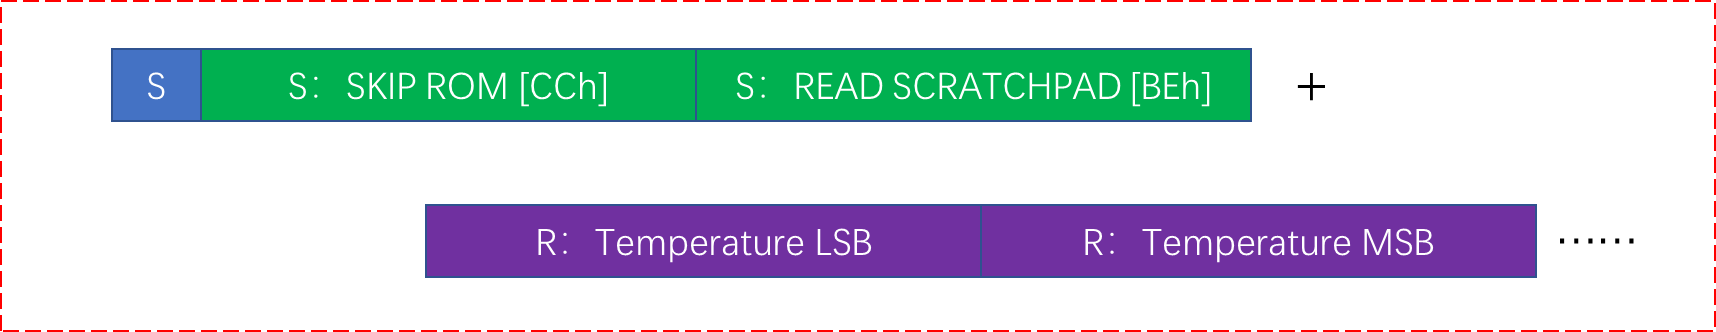 S S： SKIP ROM [CCh] S： READ SCRATCHPAD [BEh] +
R： Temperature LSB R： Temperature MSB ……